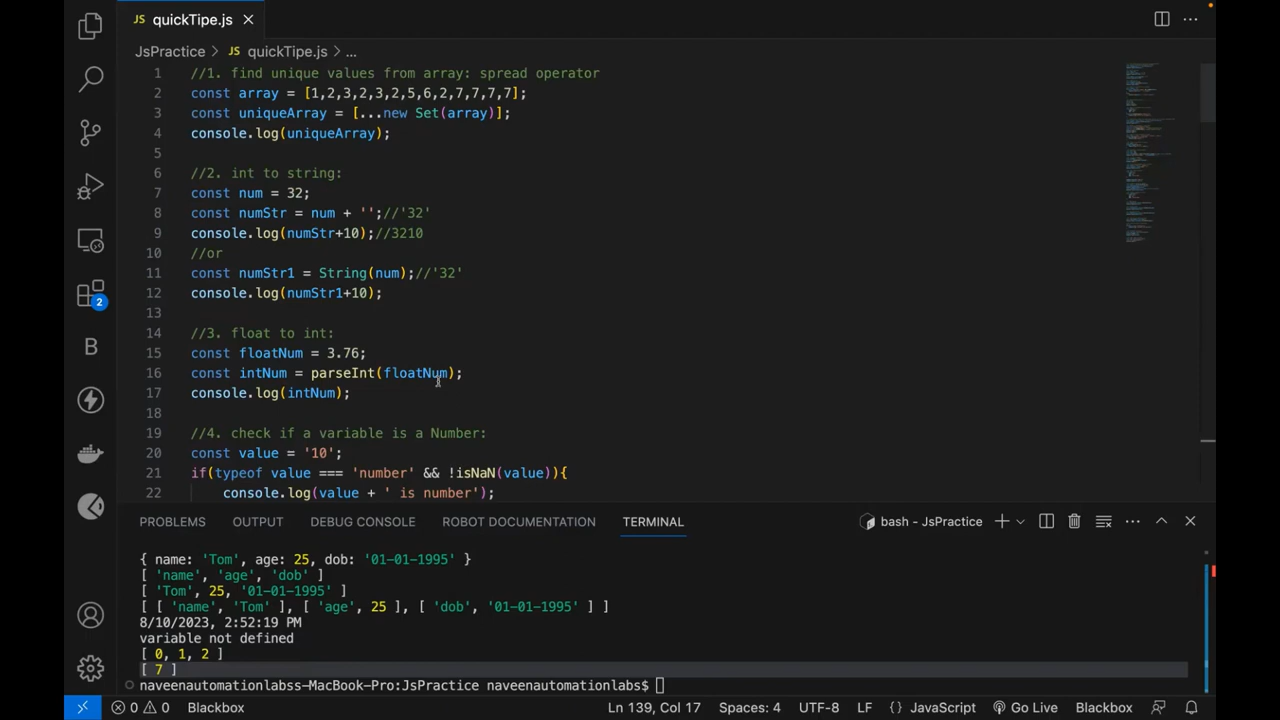 JS quickTipe.js
JsPractice > JS quickTipe.js > ...
1 //1. find unique values from array: spread operator
2 const array = [1,2,3,2,3,2,5,6,2,7,7,7,7];
3 const uniqueArray = [...new Set(array)];
4 console.log(uniqueArray);
5
6 //2. int to string:
7 const num = 32;
8 const numStr = num + '';//'32'
9 console.log(numStr+10);//3210
10 //or
11 const numStr1 = String(num);//'32'
12 console.log(numStr1+10);
13
14 //3. float to int:
15 const floatNum = 3.76;
16 const intNum = parseInt(floatNum);
17 console.log(intNum);
18
19 //4. check if a variable is a Number:
20 const value = '10';
21 if(typeof value === 'number' && !isNaN(value)){
22 console.log(value + ' is number');
2
B
PROBLEMS OUTPUT DEBUG CONSOLE ROBOT DOCUMENTATION TERMINAL bash - JsPractice
{ name: 'Tom', age: 25, dob: '01-01-1995' }
[ 'name', 'age', 'dob' ]
[ 'Tom', 25, '01-01-1995' ]
[ [ 'name', 'Tom' ], [ 'age', 25 ], [ 'dob', '01-01-1995' ] ]
8/10/2023, 2:52:19 PM
variable not defined
[ 0, 1, 2 ]
[ 7 ]
naveenautomationlabss-MacBook-Pro:JsPractice naveenautomationlabs$
0 0 Blackbox Ln 139, Col 17 Spaces: 4 UTF-8 LF {} JavaScript Go Live Blackbox